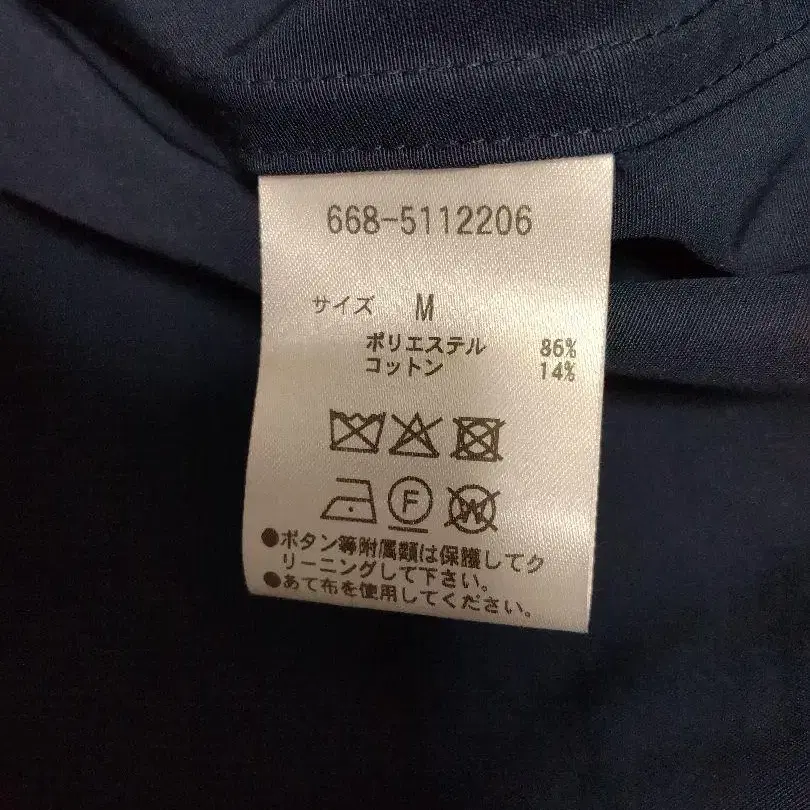 668-5112206
サイズ M
ポリエステル 86%
コットン 14%
F W
●ボタン等附属類は保護してク
リーニングして下さい。
●あて布を使用してください。